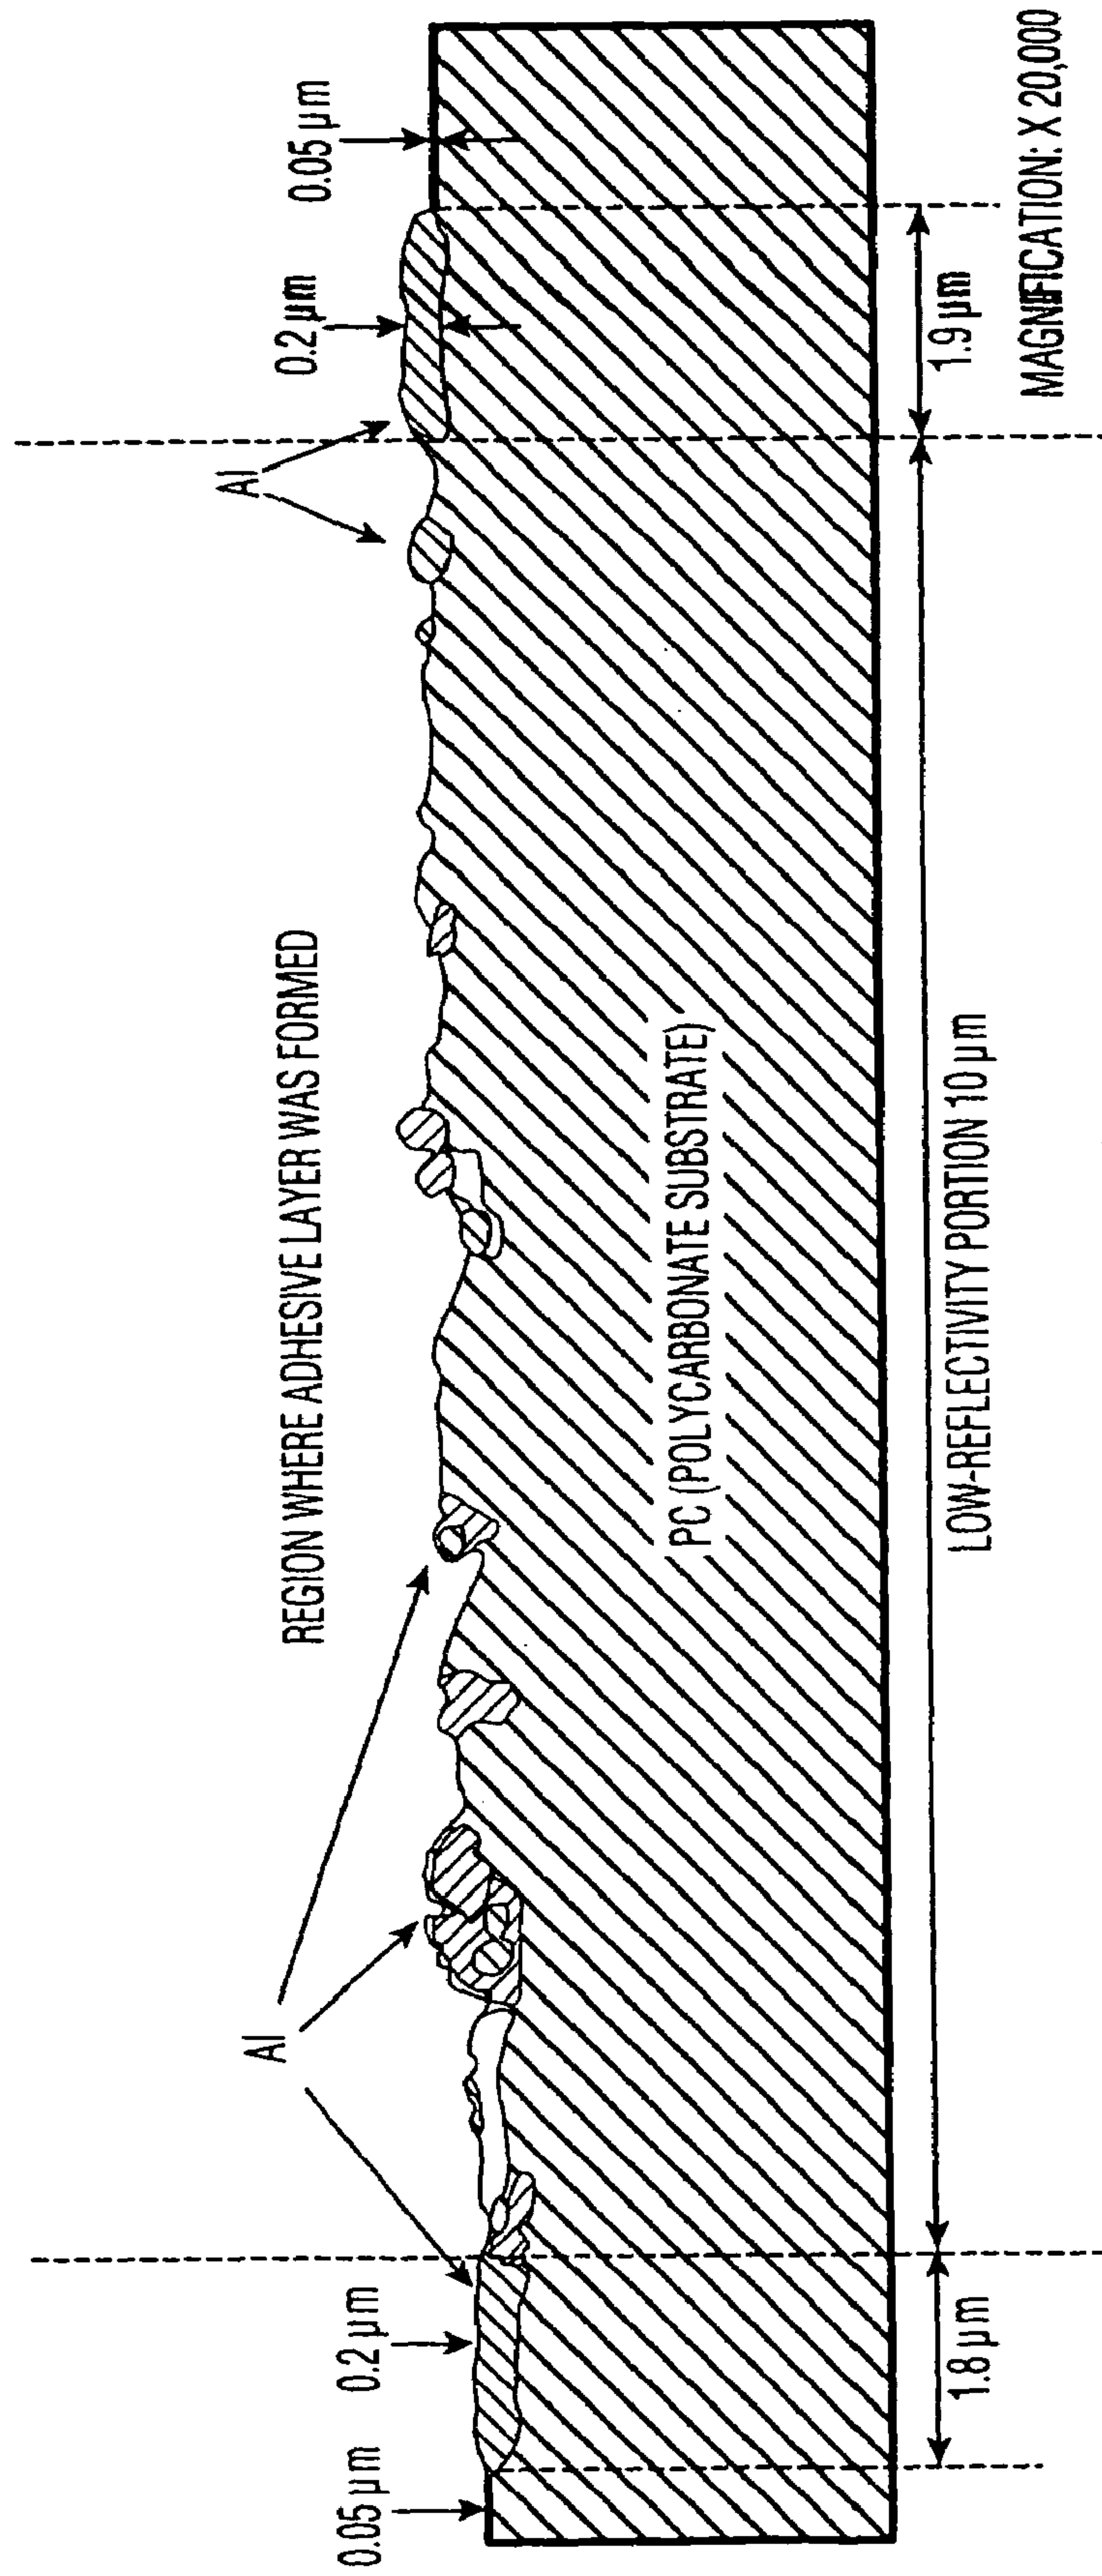 REGION WHERE ADHESIVE LAYER WAS FORMED
Al
Al
0.05 µm
0.2 µm
0.2 µm
0.05 µm
PC (POLYCARBONATE SUBSTRATE)
1.8 µm
LOW-REFLECTIVITY PORTION 10 µm
1.9 µm
MAGNIFICATION: X 20,000